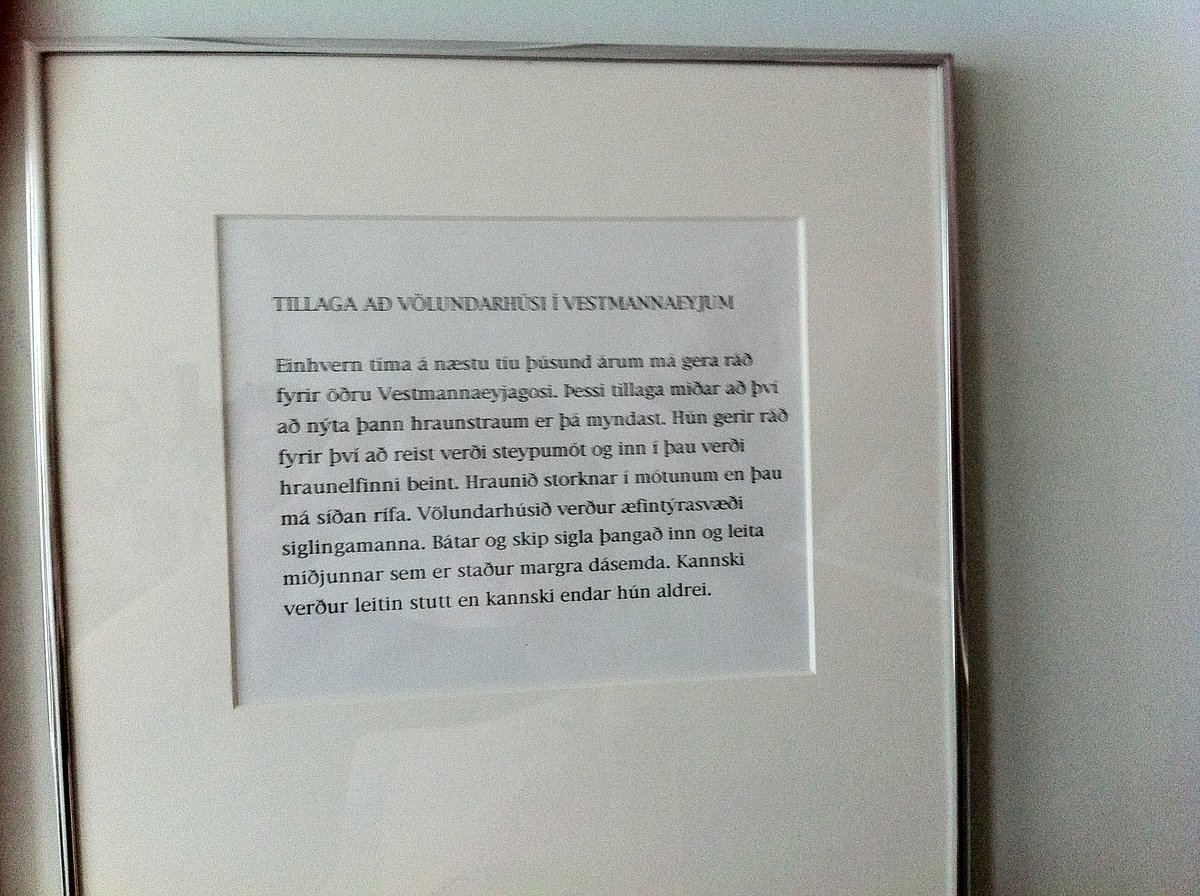 TILLAGA AÐ VÖLUNDARHÚSI Í VESTMANNAEYJUM
Einhvern tíma á næstu tíu þúsund árum má gera ráð
fyrir öðru Vestmannaeyjagosi. Þessi tillaga miðar að því
að nýta þann hraunstraum er þá myndast. Hún gerir ráð
fyrir því að reist verði steypumót og inn í þau verði
hraunelfinni beint. Hraunið storknar í mótunum en þau
má síðan rífa. Völundarhúsið verður æfintýrasvæði
siglingamanna. Bátar og skip sigla þangað inn og leita
miðjunnar sem er staður margra dásemda. Kannski
verður leitin stutt en kannski endar hún aldrei.